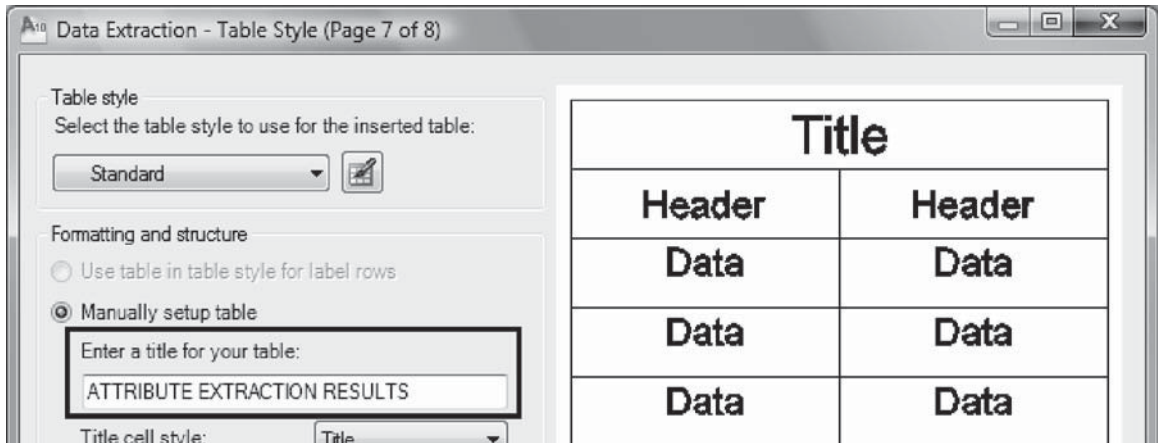 A10 Data Extraction - Table Style (Page 7 of 8)
Table style
Select the table style to use for the inserted table:
Standard
Formatting and structure
Use table in table style for label rows
Manually setup table
Enter a title for your table:
ATTRIBUTE EXTRACTION RESULTS
Title cell style: Title
Title
Header Header
Data Data
Data Data
Data Data